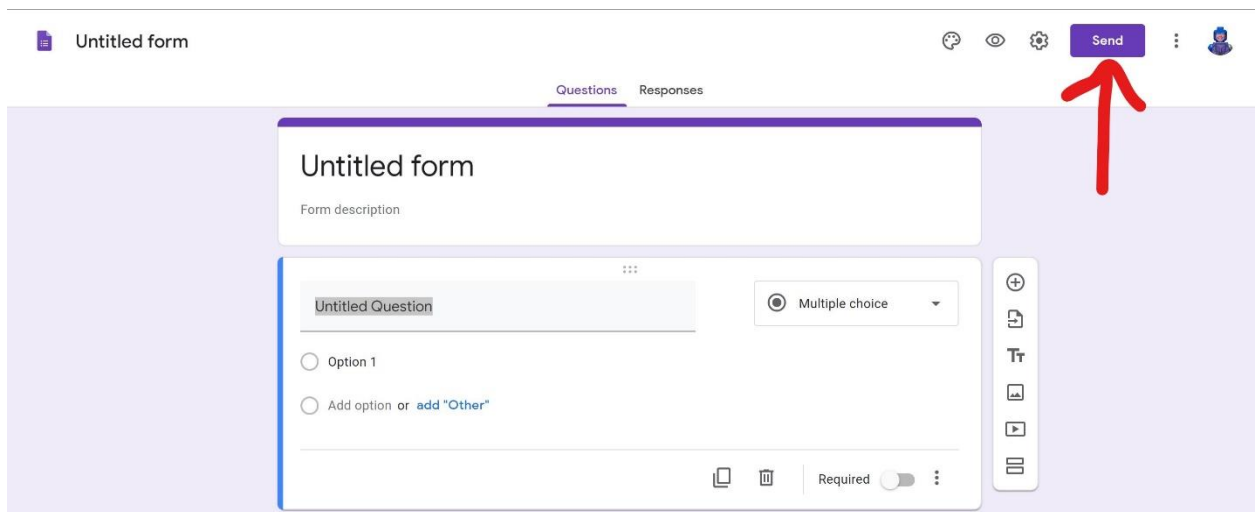 Untitled form
Send
Questions Responses
Untitled form
Form description
Untitled Question
Multiple choice
Option 1
Add option or add "Other"
Required